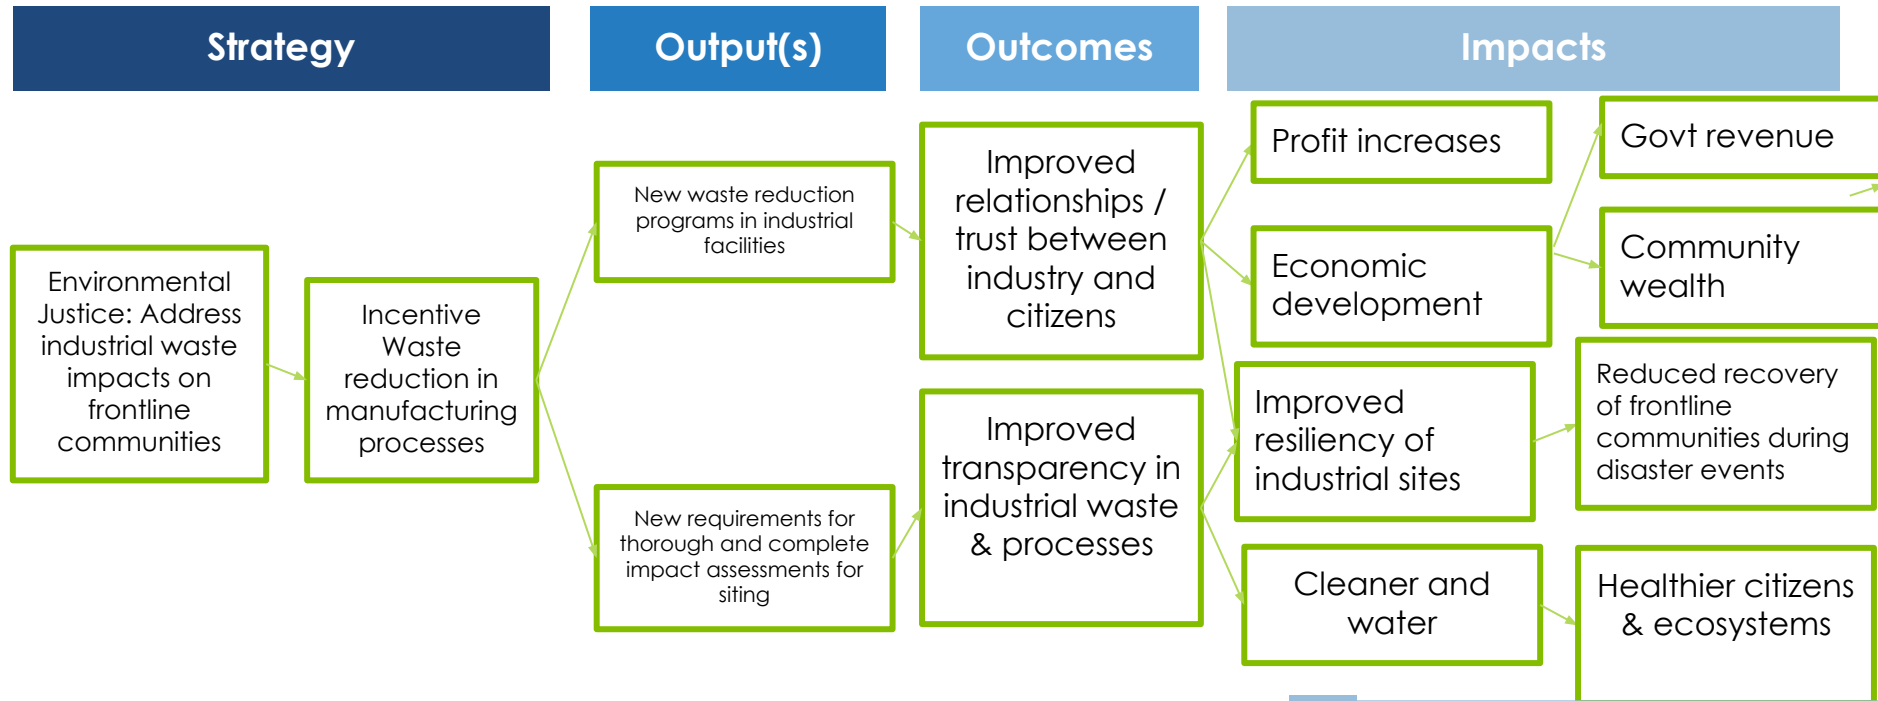 Strategy
Output(s)
Outcomes
Impacts
Environmental
Justice: Address
industrial waste
impacts on
frontline
communities
Incentive
Waste
reduction in
manufacturing
processes
New waste reduction
programs in industrial
facilities
New requirements for
thorough and complete
impact assessments for
siting
Improved
relationships /
trust between
industry and
citizens
Improved
transparency in
industrial waste
& processes
Profit increases
Economic
development
Improved
resiliency of
industrial sites
Cleaner and
water
Govt revenue
Community
wealth
Reduced recovery
of frontline
communities during
disaster events
Healthier citizens
& ecosystems